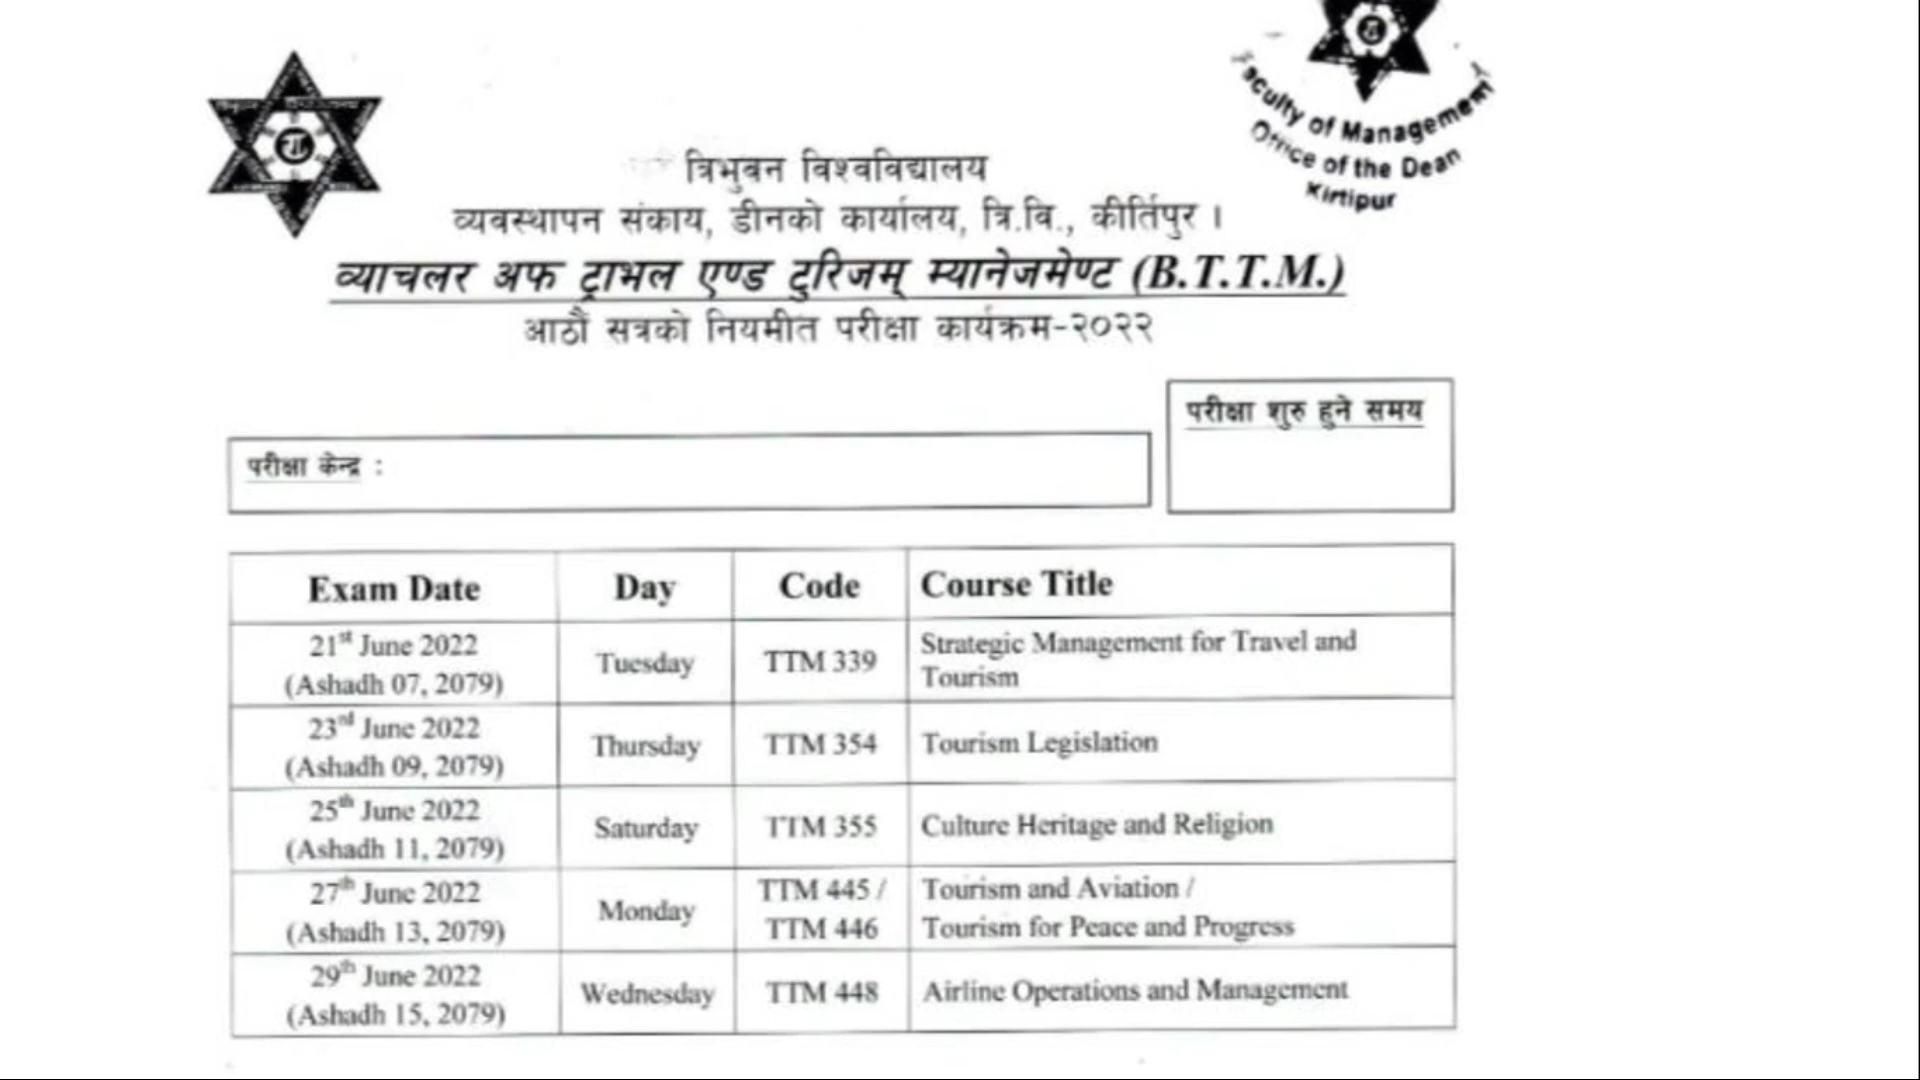 Faculty of Management
Office of the Dean
Kirtipur
त्रिभुवन विश्वविद्यालय
व्यवस्थापन संकाय, डीनको कार्यालय, त्रि.वि., कीर्तिपुर ।
व्याचलर अफ ट्राभल एण्ड टुरिजम् म्यानेजमेण्ट (B.T.T.M.)
आठौं सत्रको नियमीत परीक्षा कार्यक्रम-२०२२
परीक्षा शुरु हुने समय
परीक्षा केन्द्र :
Exam Date Day Code Course Title
21st June 2022
(Ashadh 07, 2079) Tuesday TTM 339 Strategic Management for Travel and
Tourism
23rd June 2022
(Ashadh 09, 2079) Thursday TTM 354 Tourism Legislation
25th June 2022
(Ashadh 11, 2079) Saturday TTM 355 Culture Heritage and Religion
27th June 2022
(Ashadh 13, 2079) Monday TTM 445 / Tourism and Aviation /
TTM 446 Tourism for Peace and Progress
29th June 2022
(Ashadh 15, 2079) Wednesday TTM 448 Airline Operations and Management